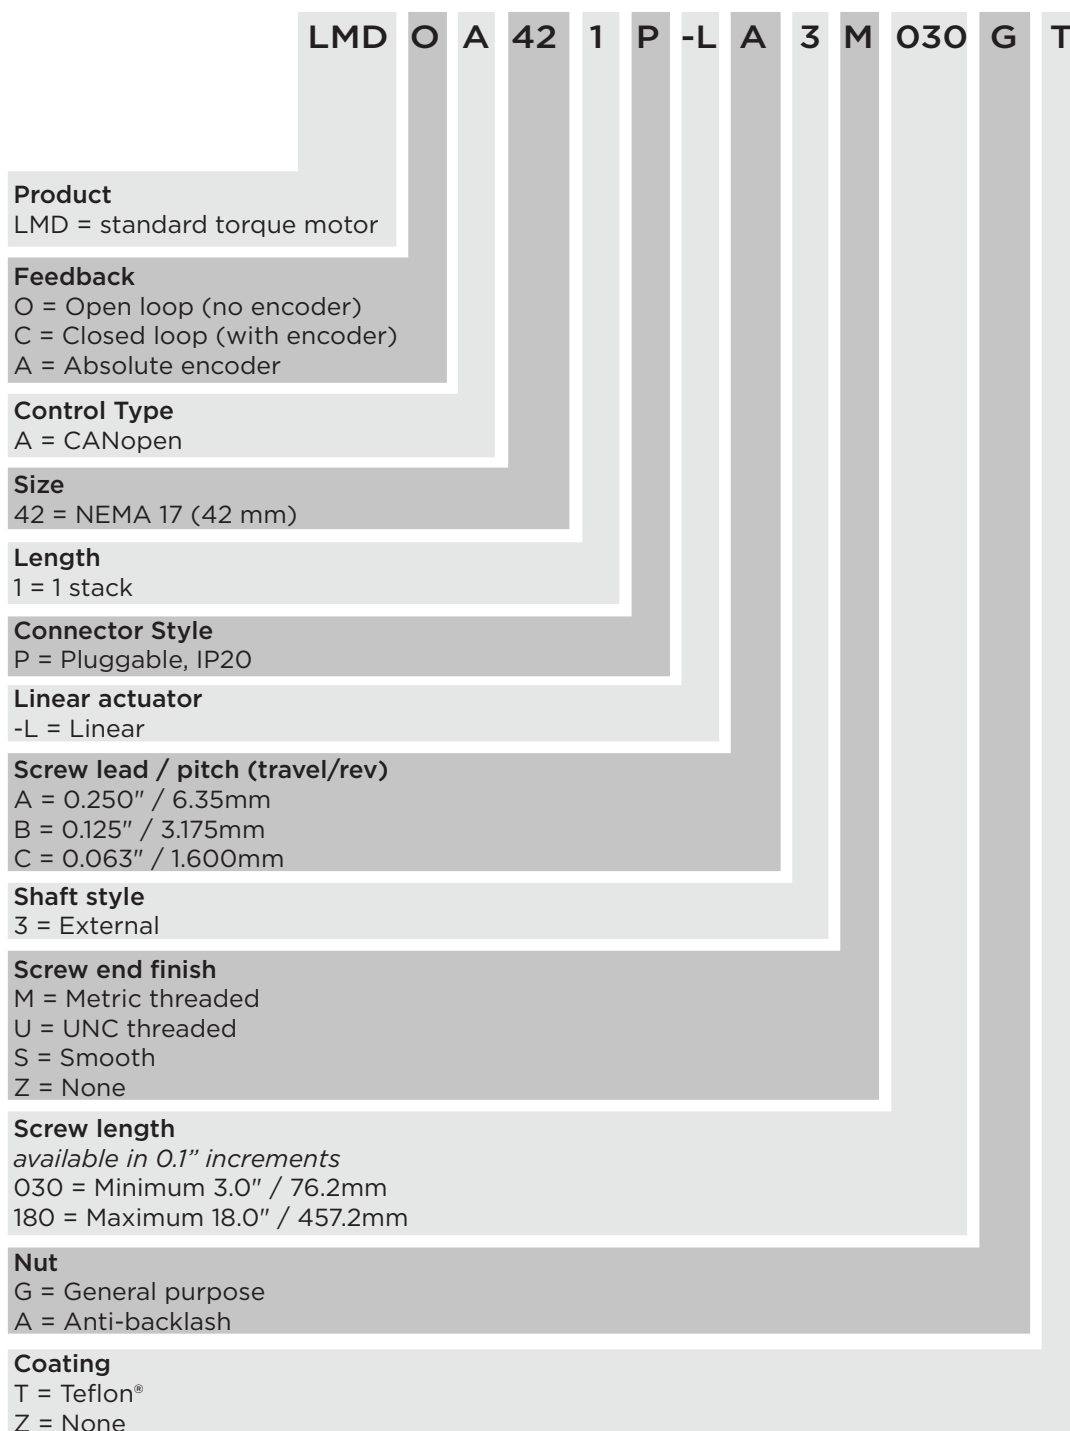 LMD O A 42 1 P -L A 3 M 030 G T
Product
LMD = standard torque motor
Feedback
O = Open loop (no encoder)
C = Closed loop (with encoder)
A = Absolute encoder
Control Type
A = CANopen
Size
42 = NEMA 17 (42 mm)
Length
1 = 1 stack
Connector Style
P = Pluggable, IP20
Linear actuator
-L = Linear
Screw lead / pitch (travel/rev)
A = 0.250" / 6.35mm
B = 0.125" / 3.175mm
C = 0.063" / 1.600mm
Shaft style
3 = External
Screw end finish
M = Metric threaded
U = UNC threaded
S = Smooth
Z = None
Screw length
available in 0.1” increments
030 = Minimum 3.0" / 76.2mm
180 = Maximum 18.0" / 457.2mm
Nut
G = General purpose
A = Anti-backlash
Coating
T = Teflon®
Z = None